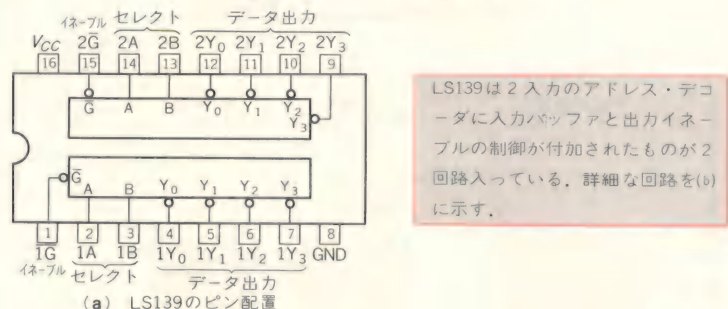 イネーブル セレクト データ出力
VCC 2G̅ 2A 2B 2Y0 2Y1 2Y2 2Y3
16 15 14 13 12 11 10 9
G̅ A B Y0 Y1 Y2 Y3
G̅ A B Y0 Y1 Y2 Y3
1 2 3 4 5 6 7 8
1G̅ 1A 1B 1Y0 1Y1 1Y2 1Y3 GND
イネーブル セレクト データ出力
(a) LS139のピン配置
LS139は2入力のアドレス・デコ
ーダに入力バッファと出力イネー
ブルの制御が付加されたものが2
回路入っている．詳細な回路を(b)
に示す．